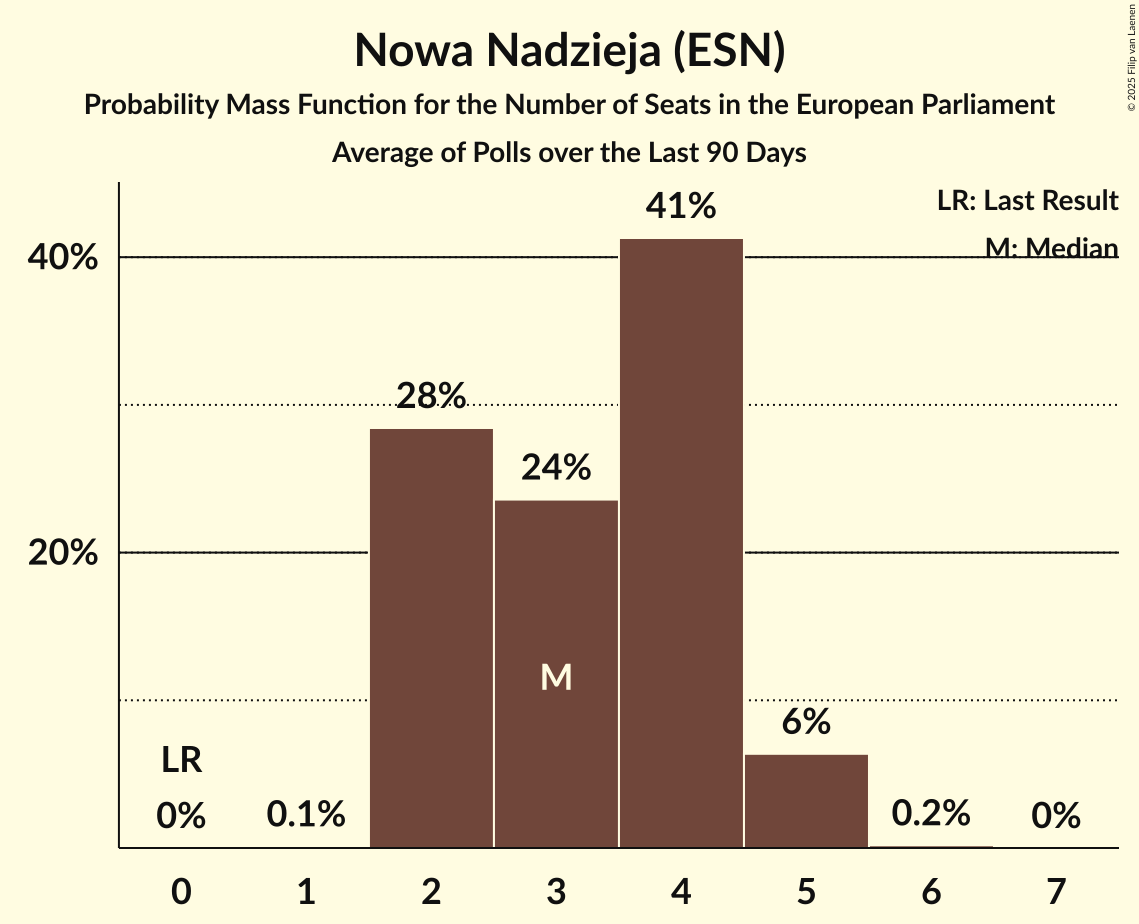 Nowa Nadzieja (ESN)
Probability Mass Function for the Number of Seats in the European Parliament
Average of Polls over the Last 90 Days
© 2025 Filip van Laenen
LR: Last Result
M: Median
41%
40%
28%
24%
20%
M
6%
LR
0%
0.1%
0.2%
0%
0 1 2 3 4 5 6 7